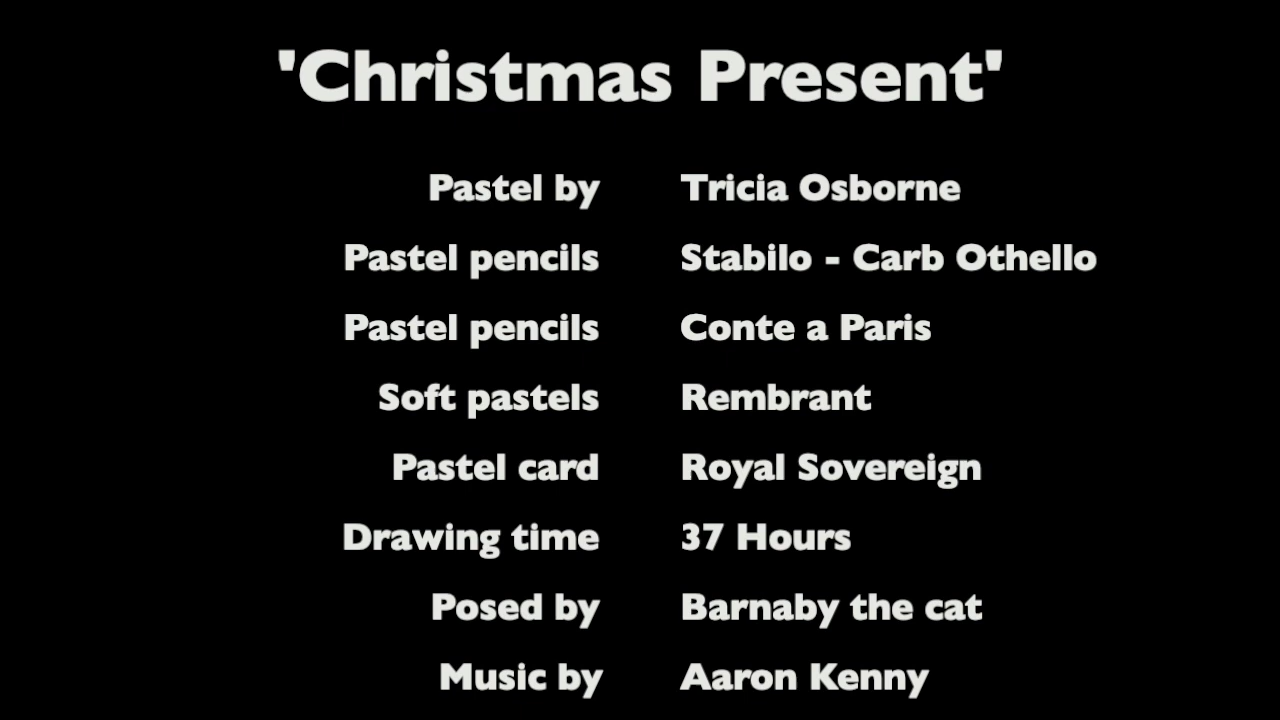 'Christmas Present'
Pastel by Tricia Osborne
Pastel pencils Stabilo - Carb Othello
Pastel pencils Conte a Paris
Soft pastels Rembrant
Pastel card Royal Sovereign
Drawing time 37 Hours
Posed by Barnaby the cat
Music by Aaron Kenny